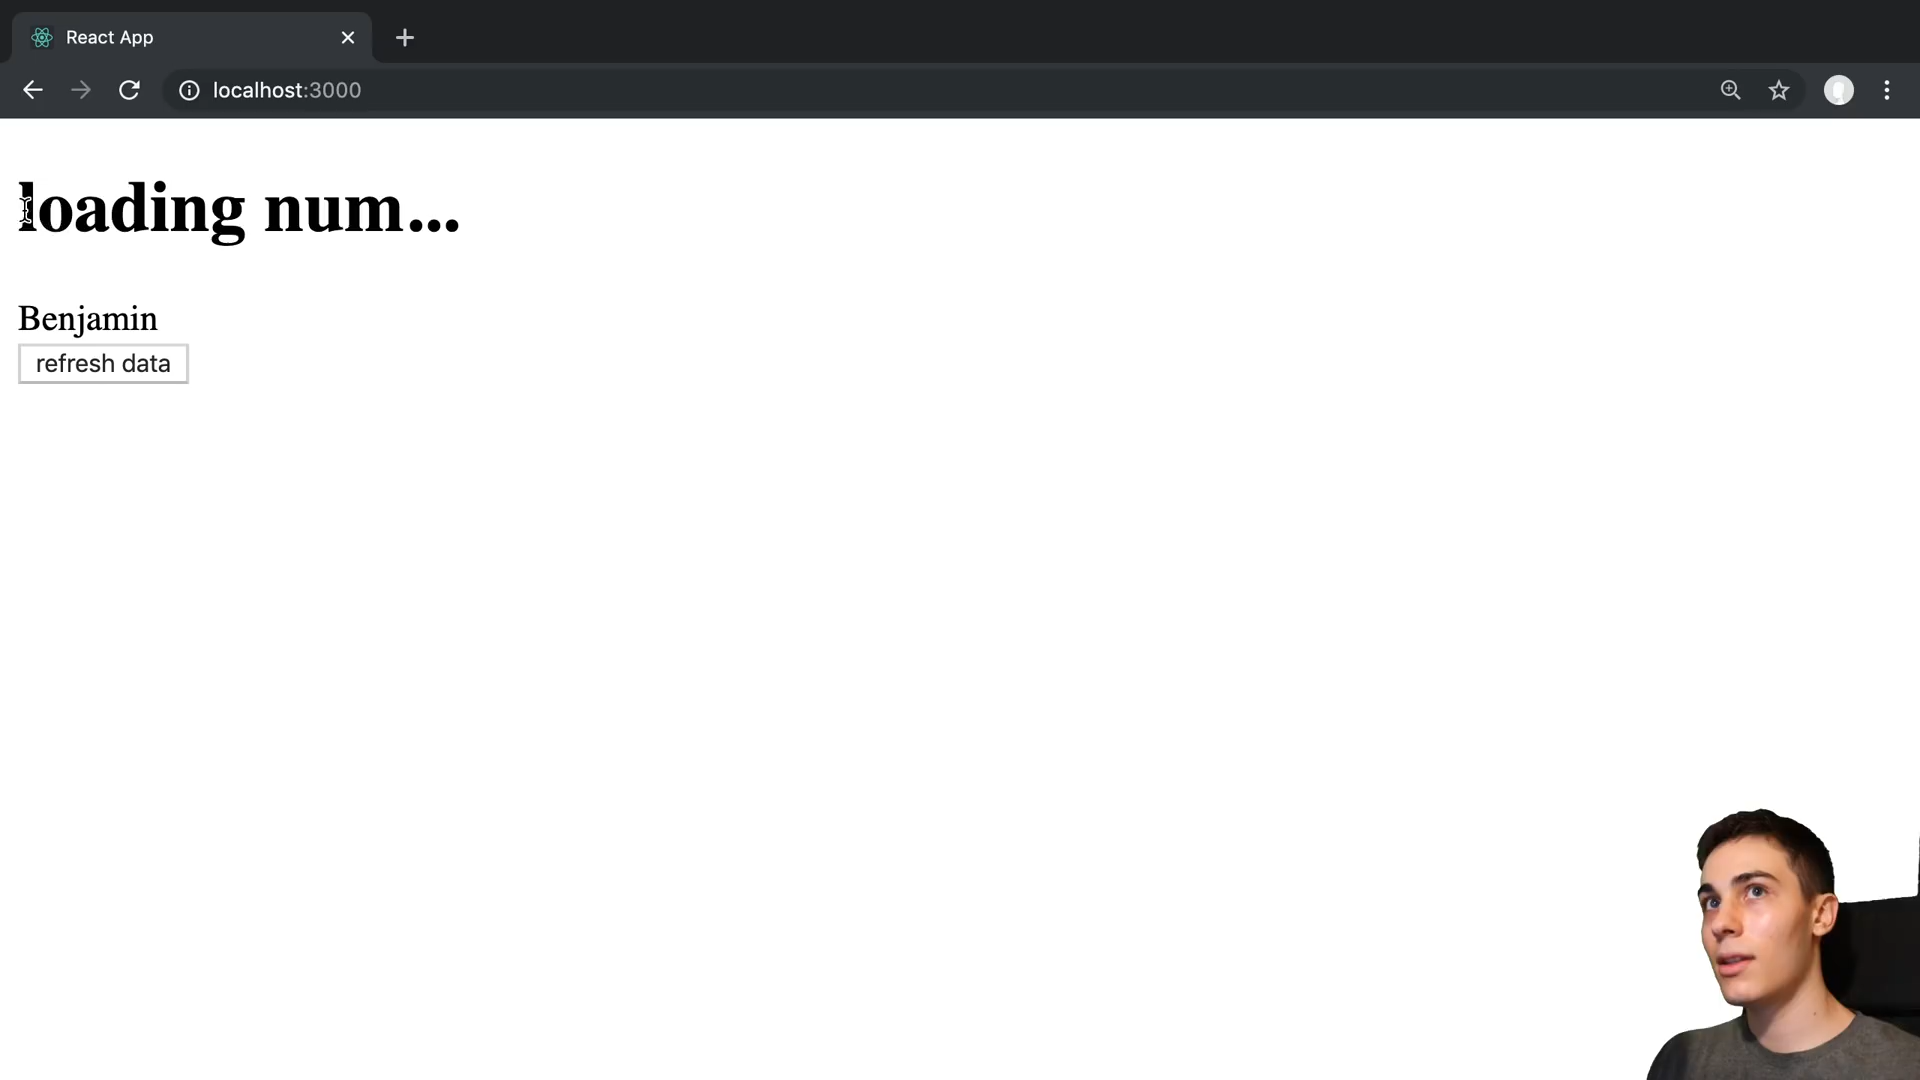 React App
localhost:3000
loading num...
Benjamin
refresh data